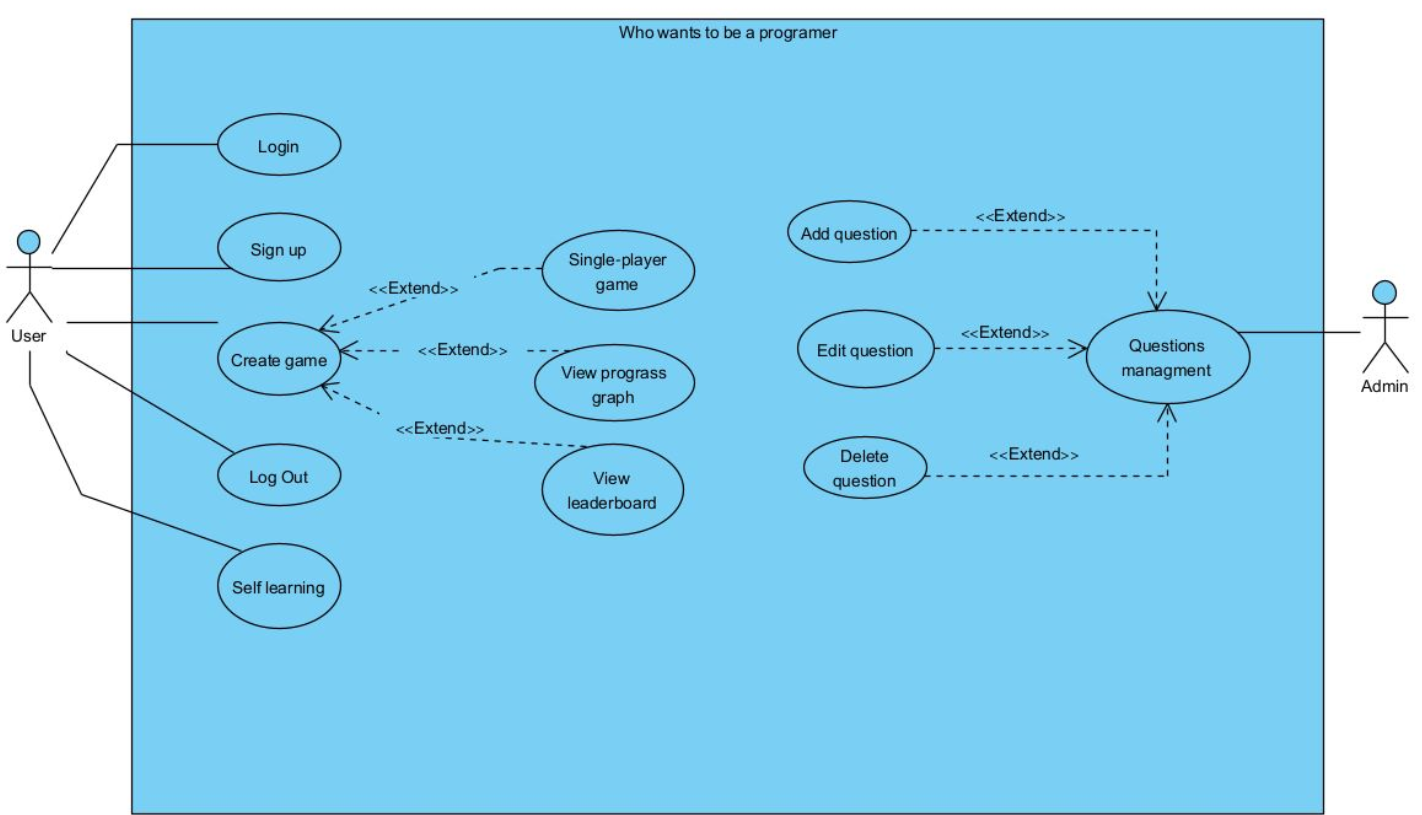 Who wants to be a programer
Login
Sign up
Create game
Log Out
Self learning
User
<<Extend>>
<<Extend>>
<<Extend>>
Single-player
game
View prograss
graph
View
leaderboard
Add question
Edit question
Delete
question
<<Extend>>
<<Extend>>
<<Extend>>
Questions
managment
Admin